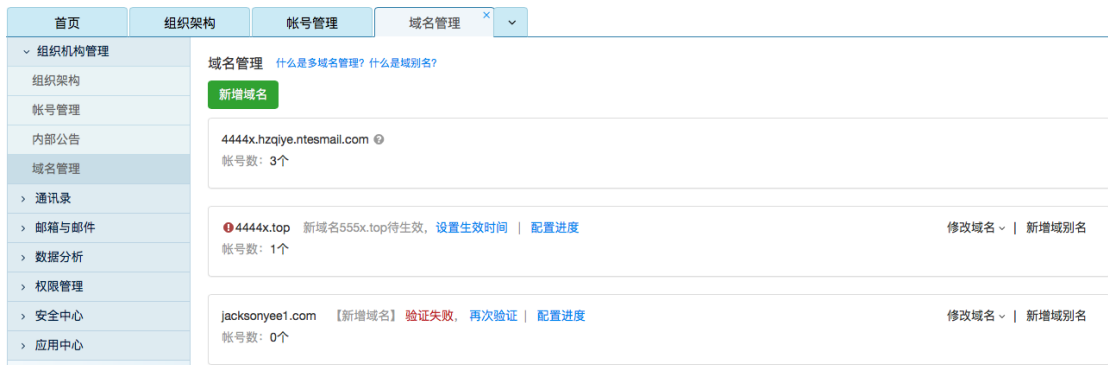 首页 组织架构 帐号管理 域名管理
组织机构管理
组织架构
帐号管理
内部公告
域名管理
通讯录
邮箱与邮件
数据分析
权限管理
安全中心
应用中心
域名管理 什么是多域名管理? 什么是域别名?
新增域名
4444x.hzqiye.ntesmail.com
帐号数: 3个
4444x.top 新域名555x.top待生效, 设置生效时间 | 配置进度 修改域名 | 新增域别名
帐号数: 1个
jacksonyee1.com 【新增域名】 验证失败, 再次验证 | 配置进度 修改域名 | 新增域别名
帐号数: 0个